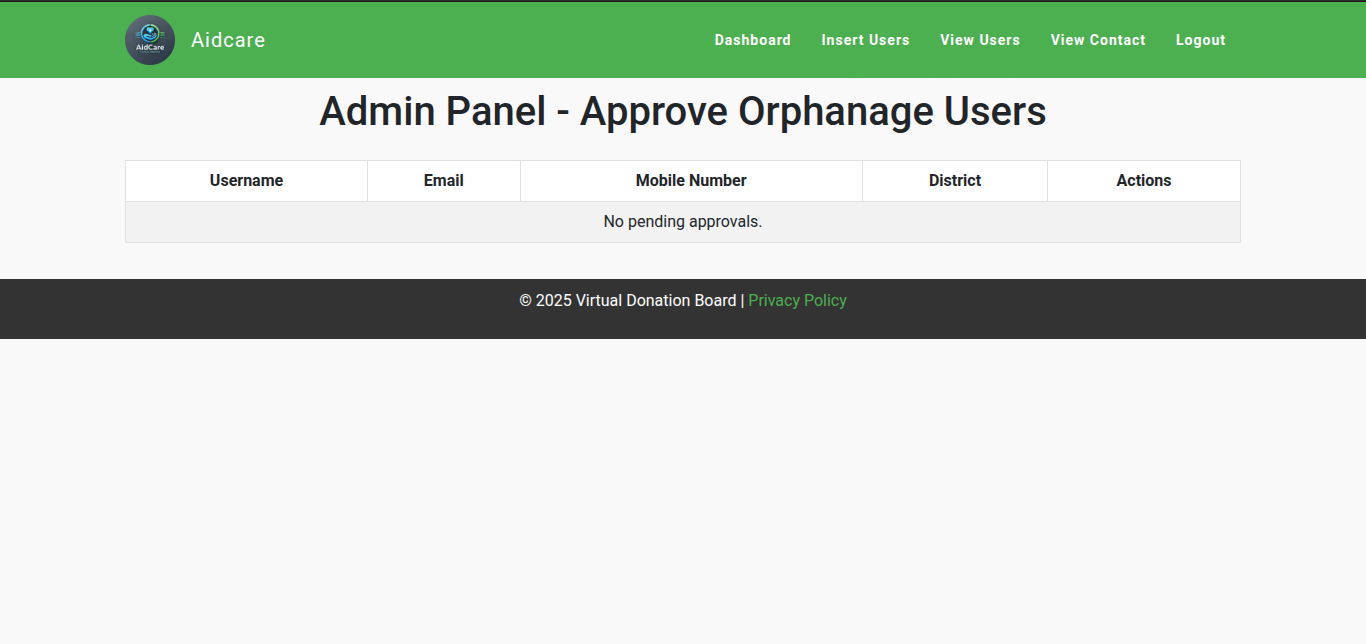 AidCare
Aidcare
Dashboard Insert Users View Users View Contact Logout
Admin Panel - Approve Orphanage Users
Username Email Mobile Number District Actions
No pending approvals.
© 2025 Virtual Donation Board | Privacy Policy